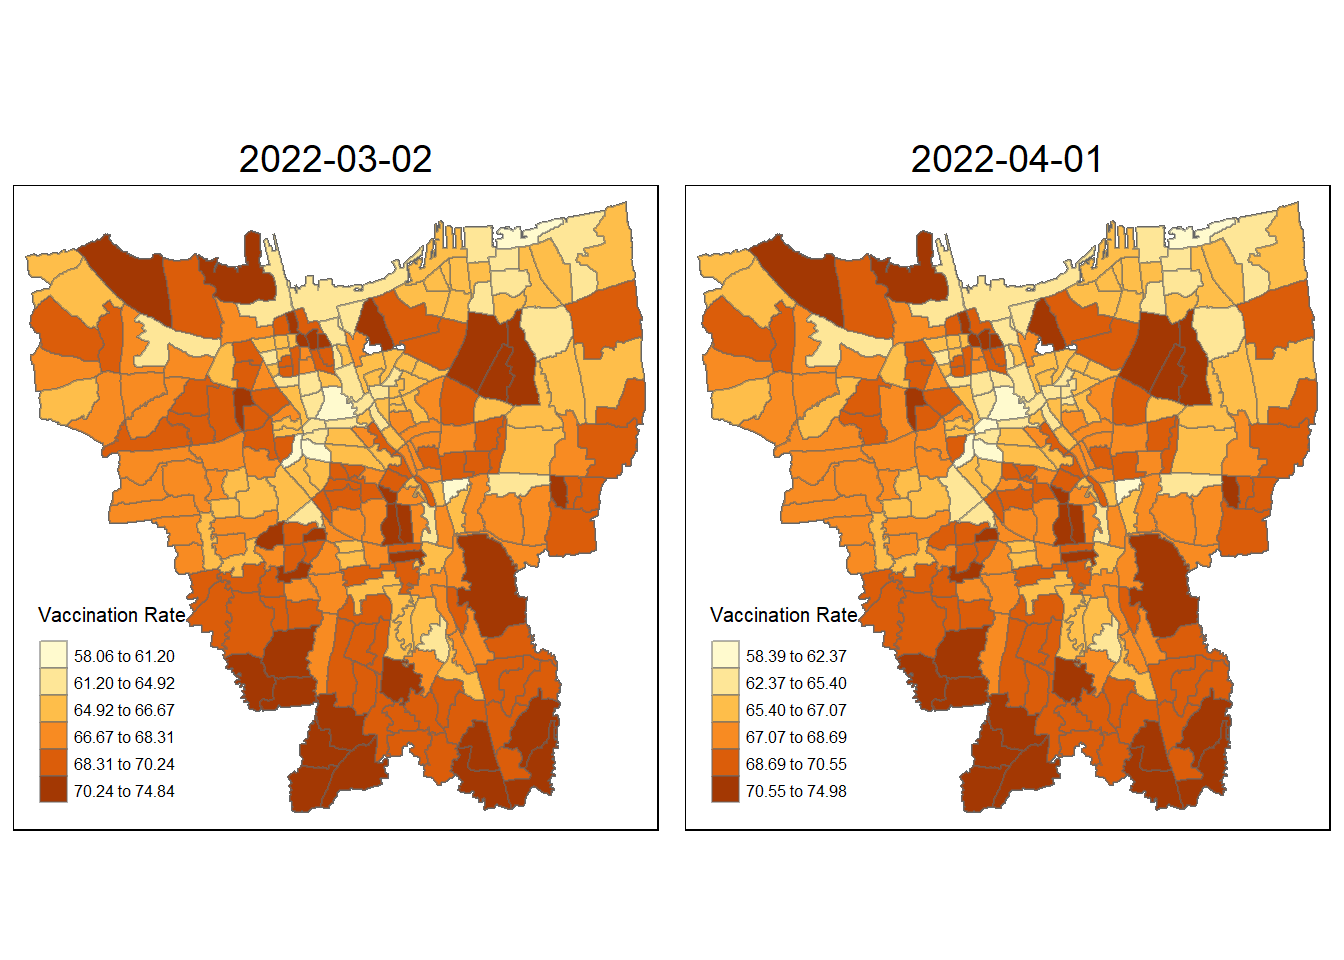 2022-03-02
Vaccination Rate
58.06 to 61.20
61.20 to 64.92
64.92 to 66.67
66.67 to 68.31
68.31 to 70.24
70.24 to 74.84
2022-04-01
Vaccination Rate
58.39 to 62.37
62.37 to 65.40
65.40 to 67.07
67.07 to 68.69
68.69 to 70.55
70.55 to 74.98